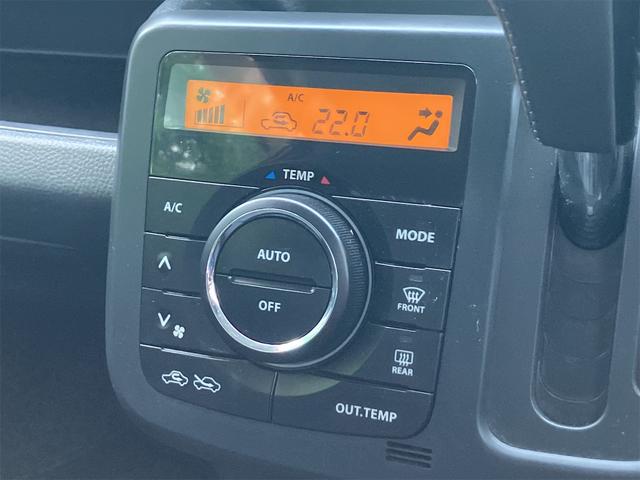 A/C
22.0
TEMP
A/C
MODE
AUTO
OFF
FRONT
REAR
OUT.TEMP